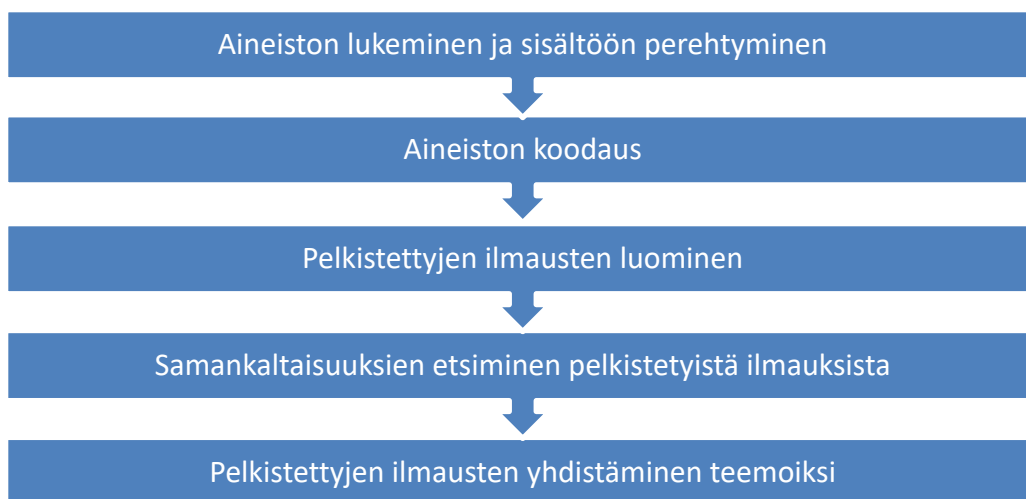 Aineiston lukeminen ja sisältöön perehtyminen
Aineiston koodaus
Pelkistettyjen ilmausten luominen
Samankaltaisuuksien etsiminen pelkistetyistä ilmauksista
Pelkistettyjen ilmausten yhdistäminen teemoiksi